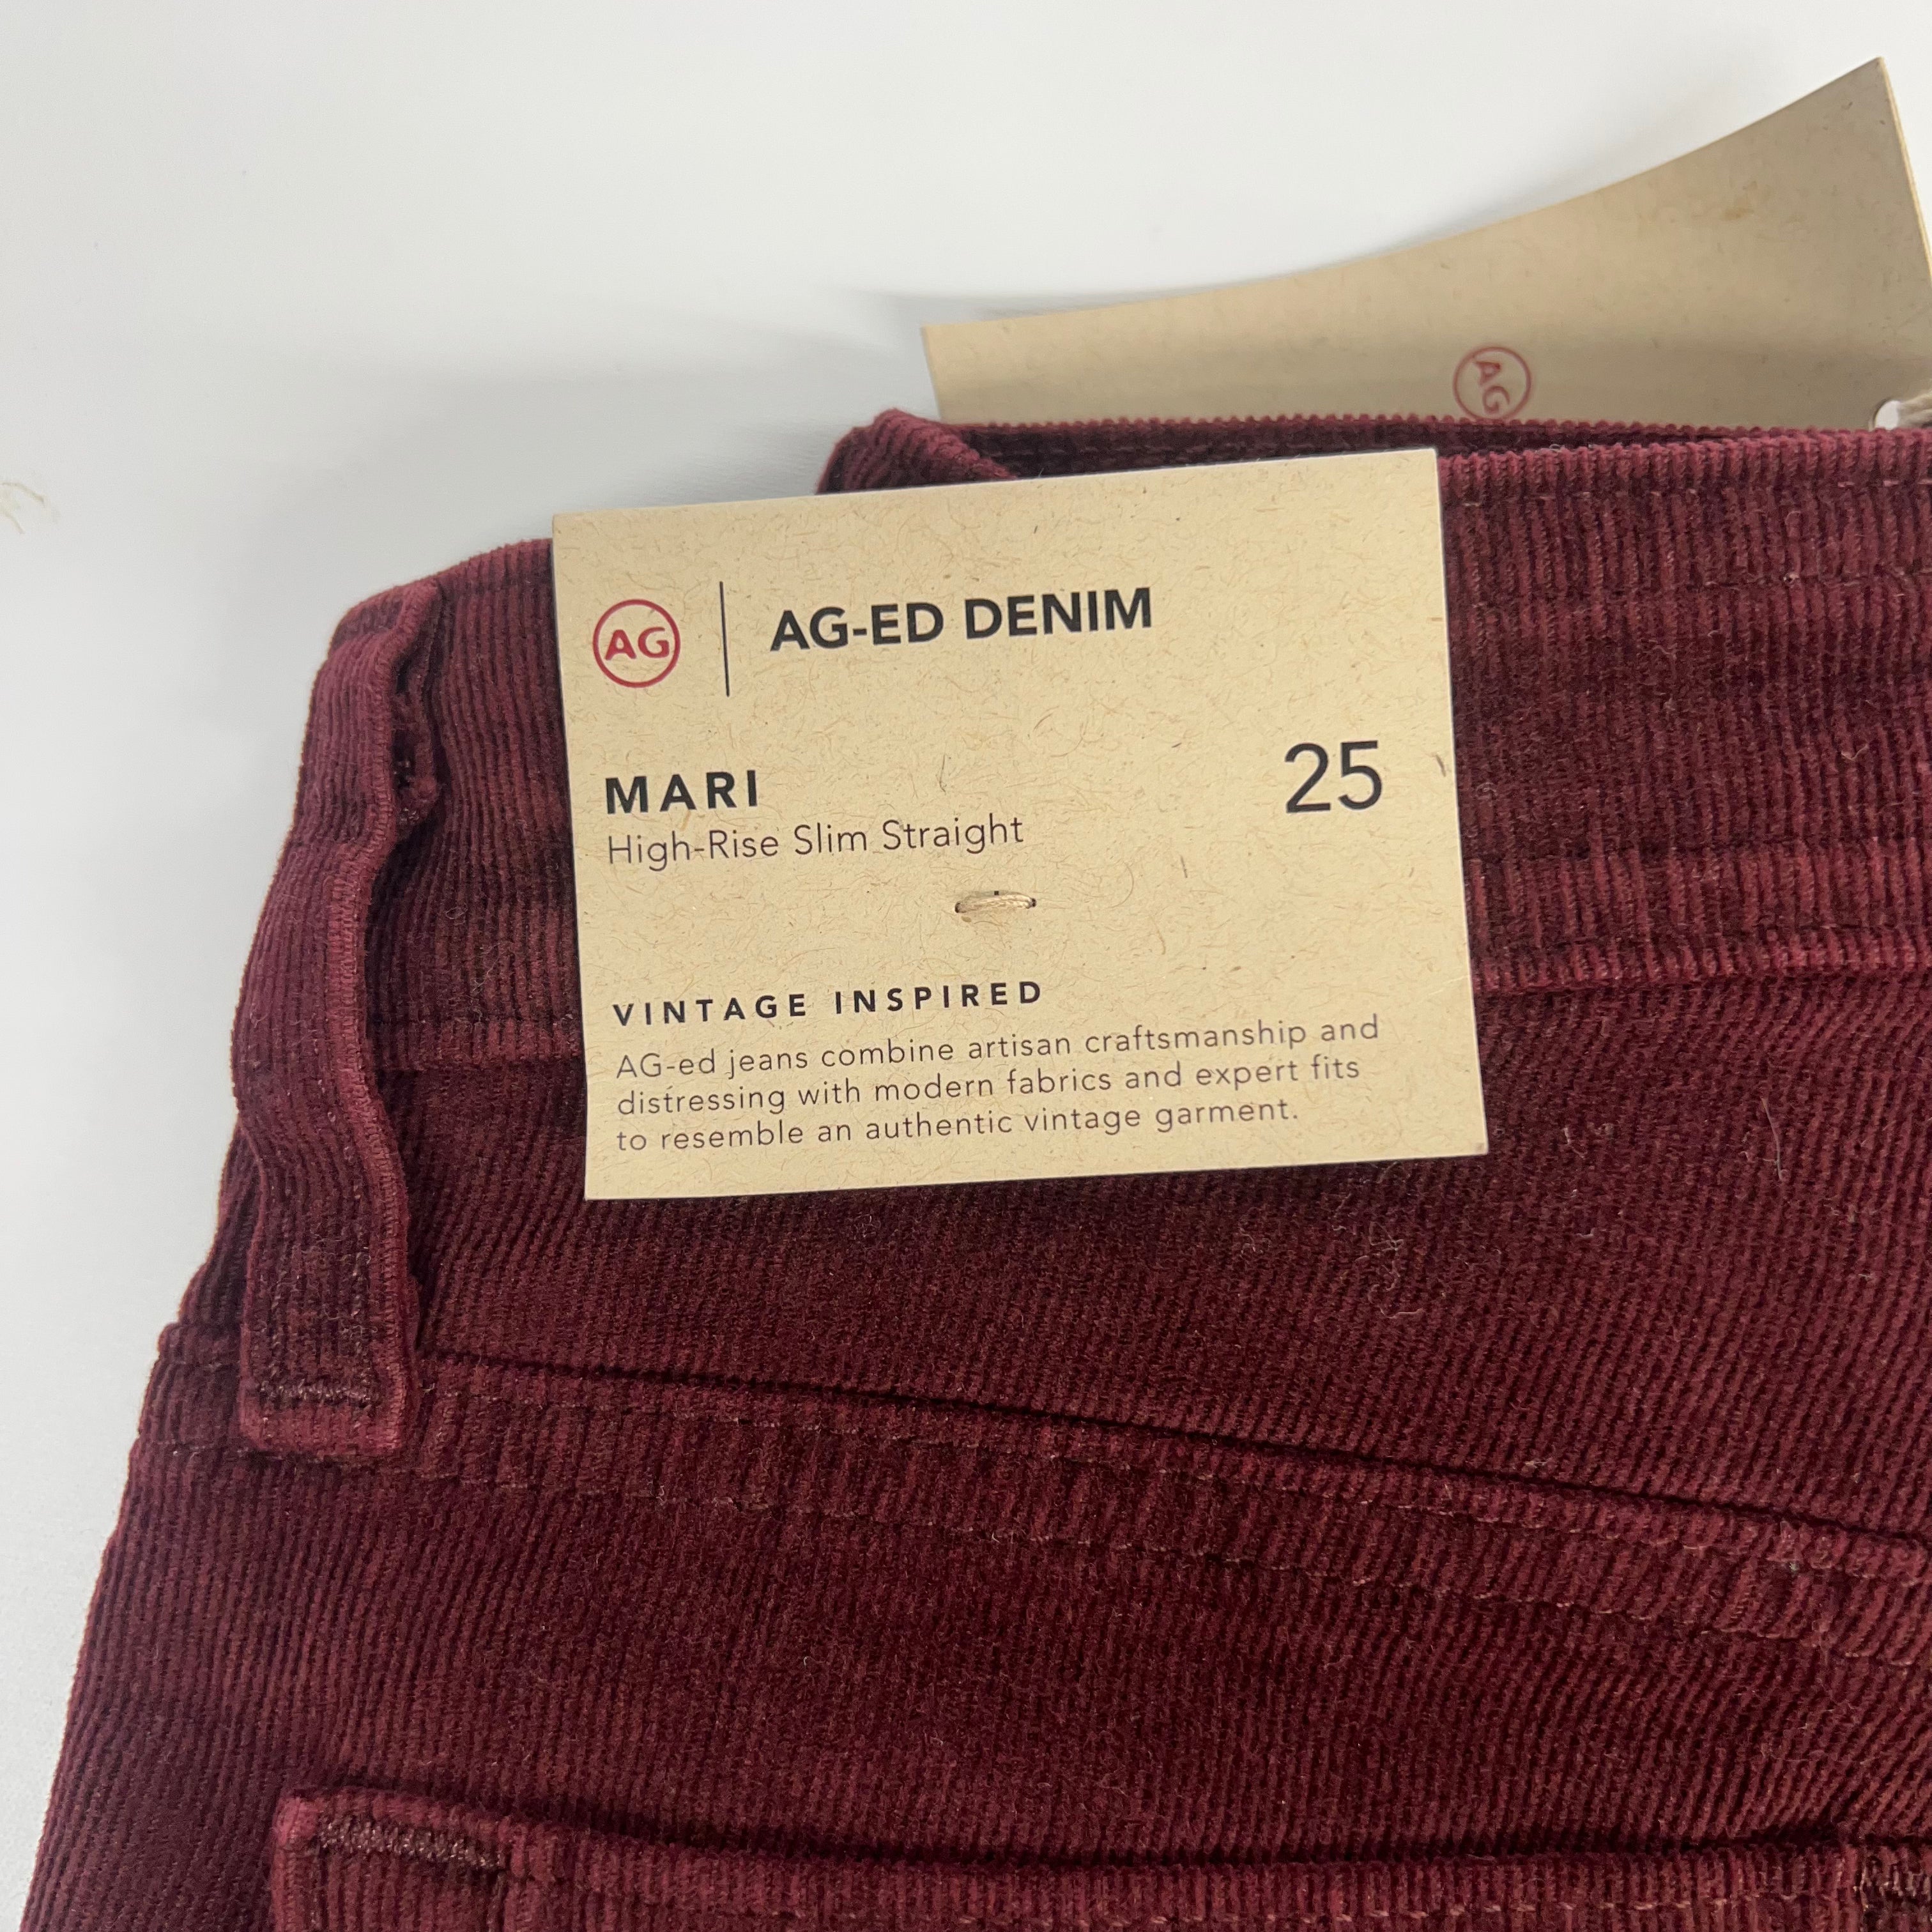 AG
AG | AG-ED DENIM
MARI
25
High-Rise Slim Straight
VINTAGE INSPIRED
AG-ed jeans combine artisan craftsmanship and
distressing with modern fabrics and expert fits
to resemble an authentic vintage garment.